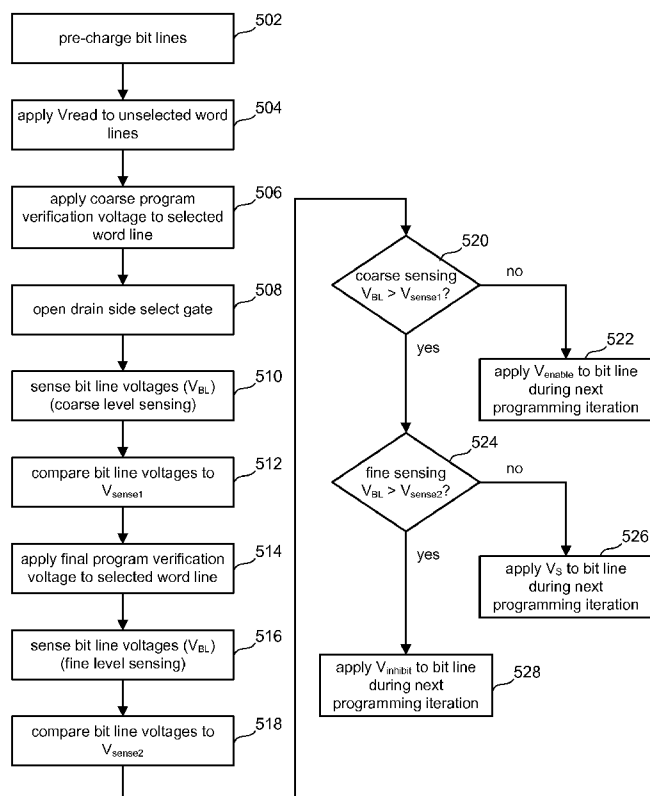 502
pre-charge bit lines
504
apply Vread to unselected word
lines
506
apply coarse program
verification voltage to selected
word line
508
open drain side select gate
510
sense bit line voltages (VBL)
(coarse level sensing)
512
compare bit line voltages to
Vsense1
514
apply final program verification
voltage to selected word line
516
sense bit line voltages (VBL)
(fine level sensing)
518
compare bit line voltages to
Vsense2
520
coarse sensing
VBL > Vsense1?
no
yes
522
apply Venable to bit line
during next
programming iteration
524
fine sensing
VBL > Vsense2?
no
yes
526
apply VS to bit line
during next
programming iteration
528
apply Vinhibit to bit line
during next
programming iteration